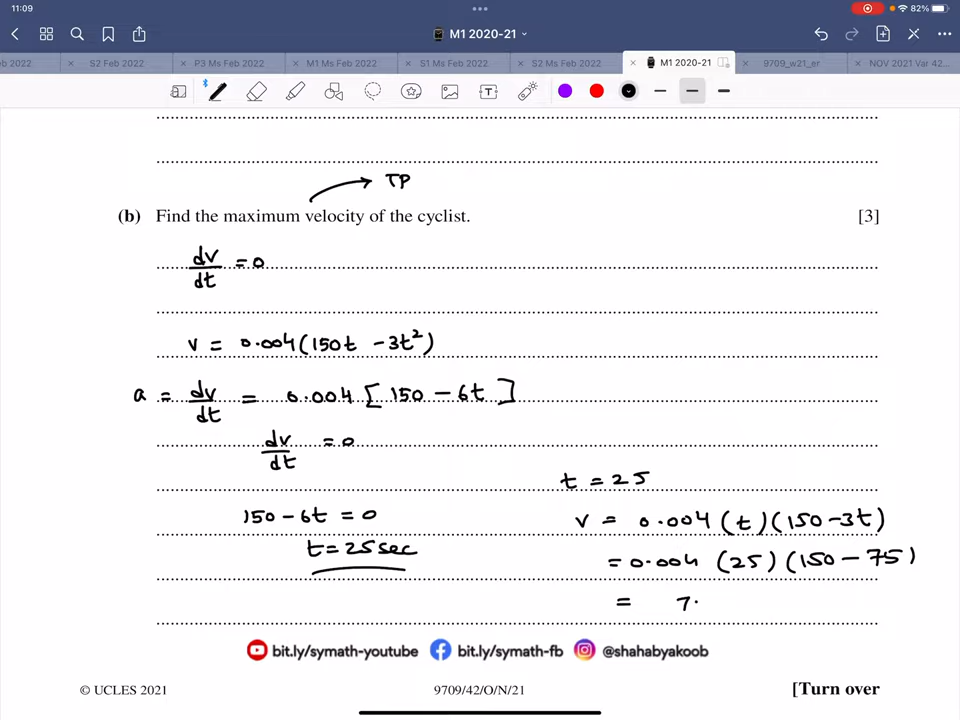 11:09
82%
M1 2020-21
eb 2022
S2 Feb 2022
P3 Ms Feb 2022
M1 Ms Feb 2022
S1 Ms Feb 2022
S2 Ms Feb 2022
M1 2020-21
9709_w21_er
NOV 2021 Var 42...
TP
(b) Find the maximum velocity of the cyclist. [3]
dv/dt = 0
v = 0.004(150t - 3t²)
a = dv/dt = 0.004 [150 - 6t]
dv/dt = 0
t = 25
150 - 6t = 0
v = 0.004 (t)(150 - 3t)
t = 25 sec
= 0.004 (25)(150 - 75)
= 7.
bit.ly/symath-youtube bit.ly/symath-fb @shahabyakoob
© UCLES 2021 9709/42/O/N/21 [Turn over